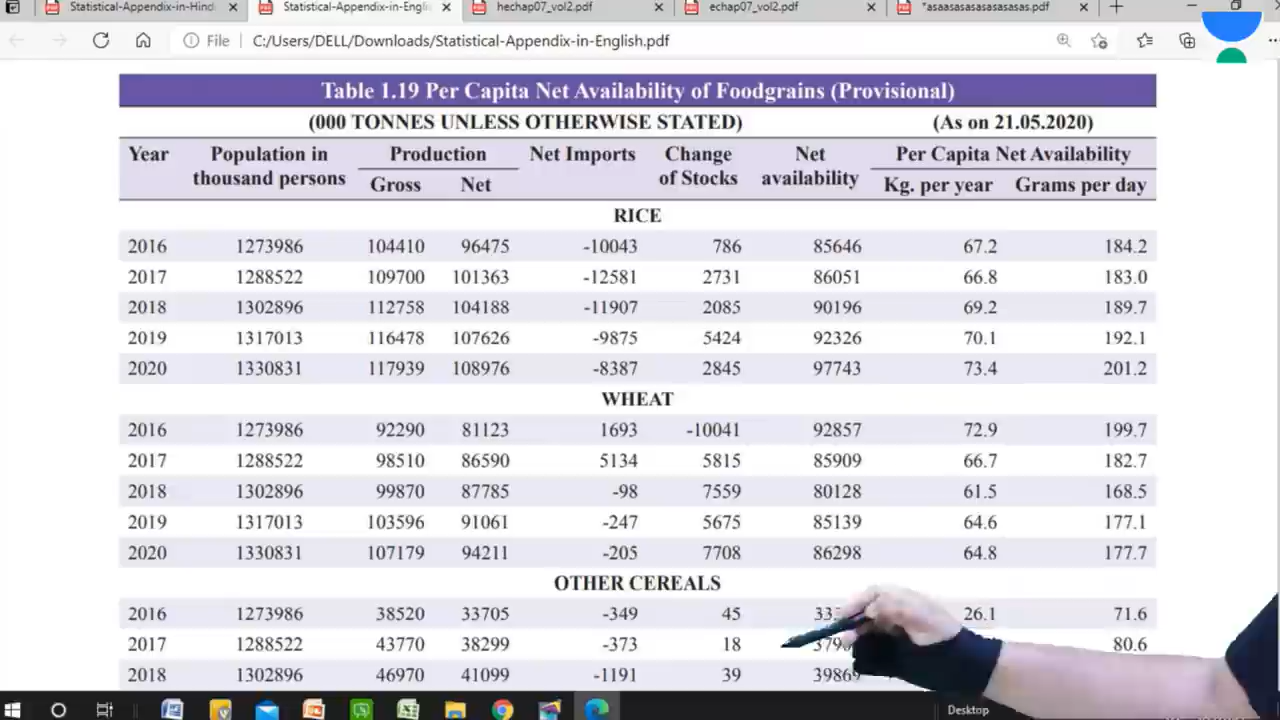 Statistical-Appendix-in-Hind
Statistical-Appendix-in-Engli
hechap07_vol2.pdf
echap07_vol2.pdf
*asaasasasasasasasas.pdf
File C:/Users/DELL/Downloads/Statistical-Appendix-in-English.pdf
Table 1.19 Per Capita Net Availability of Foodgrains (Provisional)
(000 TONNES UNLESS OTHERWISE STATED) (As on 21.05.2020)
Year Population in thousand persons Production Net Imports Change of Stocks Net availability Per Capita Net Availability
Gross Net Kg. per year Grams per day
RICE
2016 1273986 104410 96475 -10043 786 85646 67.2 184.2
2017 1288522 109700 101363 -12581 2731 86051 66.8 183.0
2018 1302896 112758 104188 -11907 2085 90196 69.2 189.7
2019 1317013 116478 107626 -9875 5424 92326 70.1 192.1
2020 1330831 117939 108976 -8387 2845 97743 73.4 201.2
WHEAT
2016 1273986 92290 81123 1693 -10041 92857 72.9 199.7
2017 1288522 98510 86590 5134 5815 85909 66.7 182.7
2018 1302896 99870 87785 -98 7559 80128 61.5 168.5
2019 1317013 103596 91061 -247 5675 85139 64.6 177.1
2020 1330831 107179 94211 -205 7708 86298 64.8 177.7
OTHER CEREALS
2016 1273986 38520 33705 -349 45 26.1 71.6
2017 1288522 43770 38299 -373 18 80.6
2018 1302896 46970 41099 -1191 39 39869
Desktop